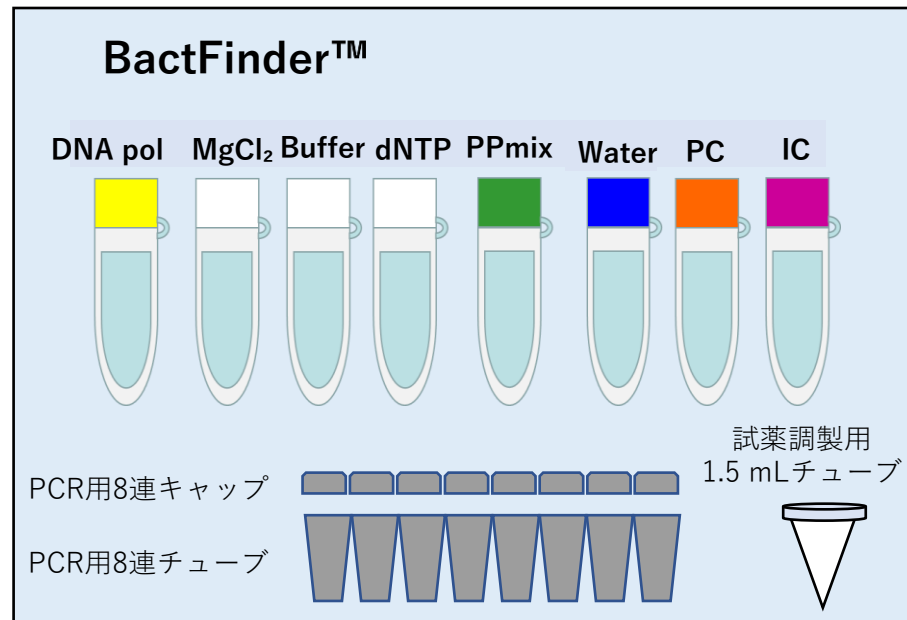 BactFinder™
DNA pol MgCl₂ Buffer dNTP PPmix Water PC IC
試薬調製用
1.5 mLチューブ
PCR用8連キャップ
PCR用8連チューブ